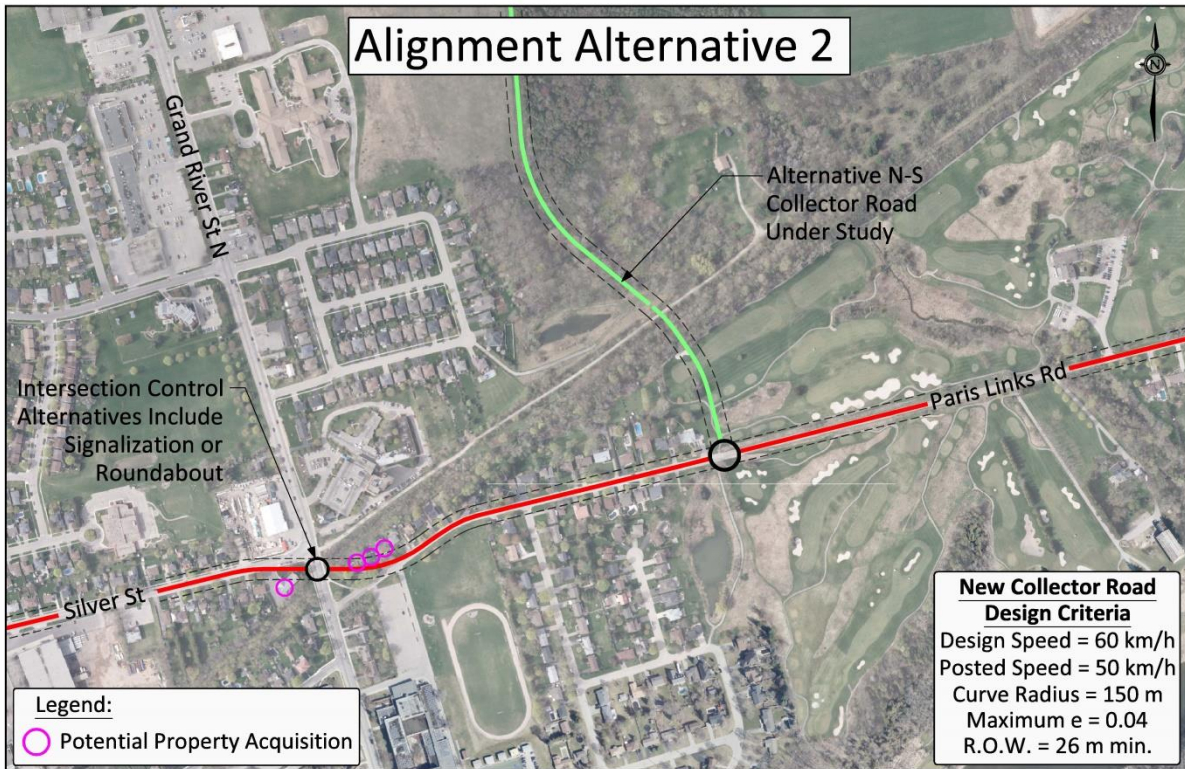 Alignment Alternative 2
N
Grand River St N
Alternative N-S
Collector Road
Under Study
Intersection Control
Alternatives Include
Signalization or
Roundabout
Paris Links Rd
Silver St
Legend:
Potential Property Acquisition
New Collector Road
Design Criteria
Design Speed = 60 km/h
Posted Speed = 50 km/h
Curve Radius = 150 m
Maximum e = 0.04
R.O.W. = 26 m min.